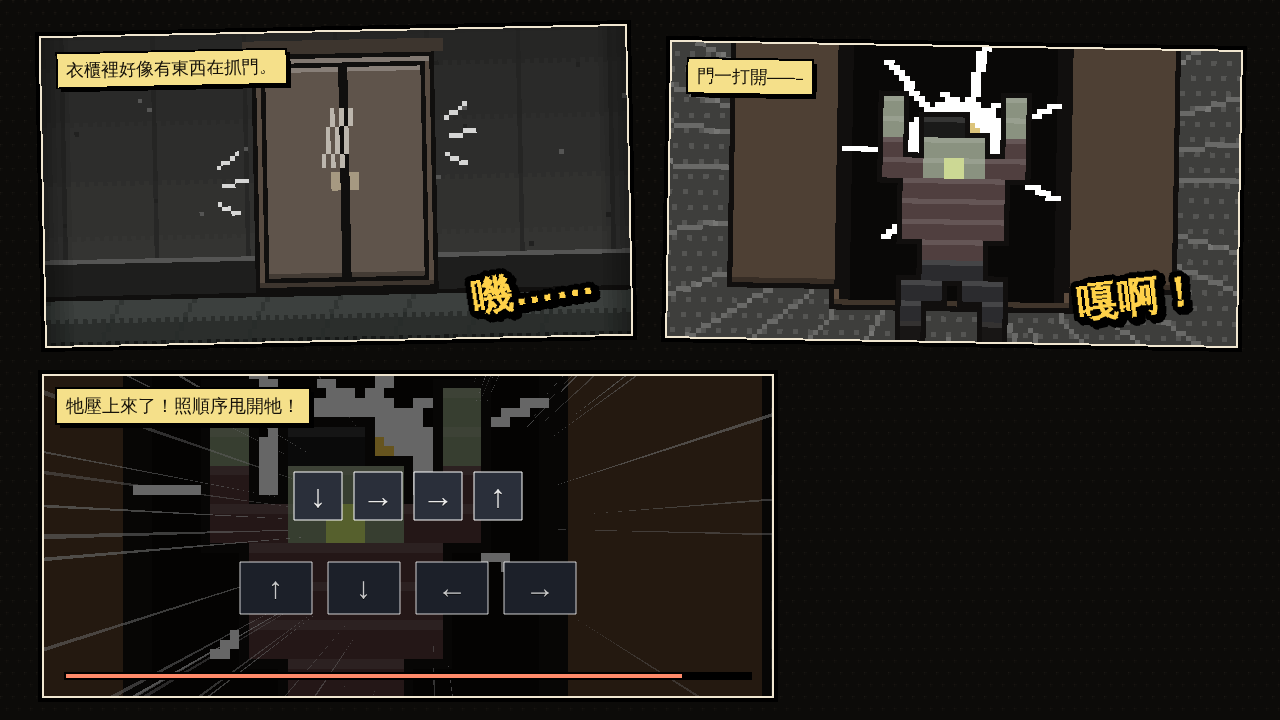 衣櫃裡好像有東西在抓門。
嘰……
門一打開——
嘎啊！
牠壓上來了！照順序甩開牠！
↓ → → ↑
↑ ↓ ← →